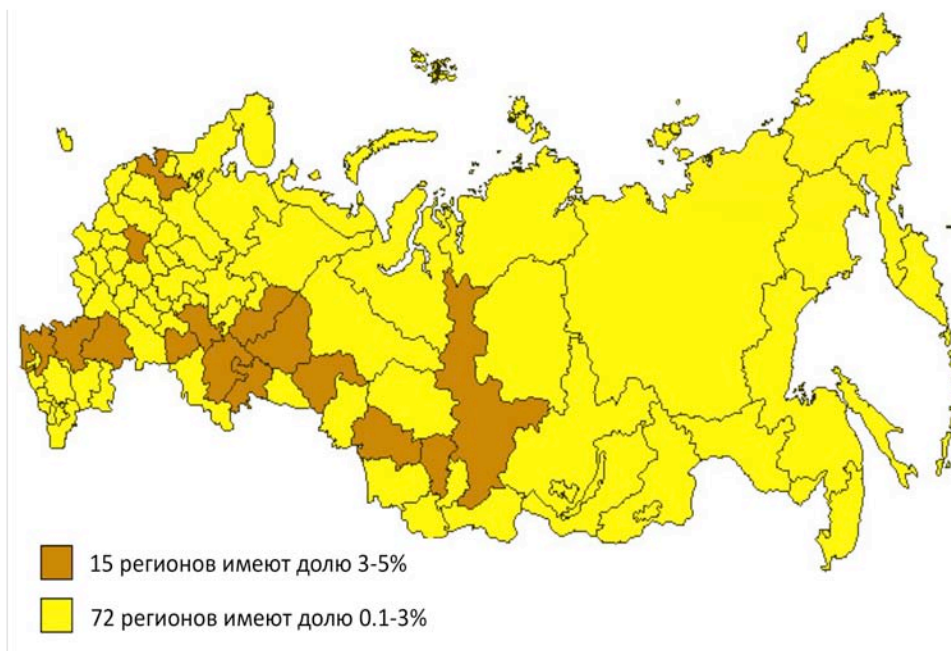 15 регионов имеют долю 3-5%
72 регионов имеют долю 0.1-3%